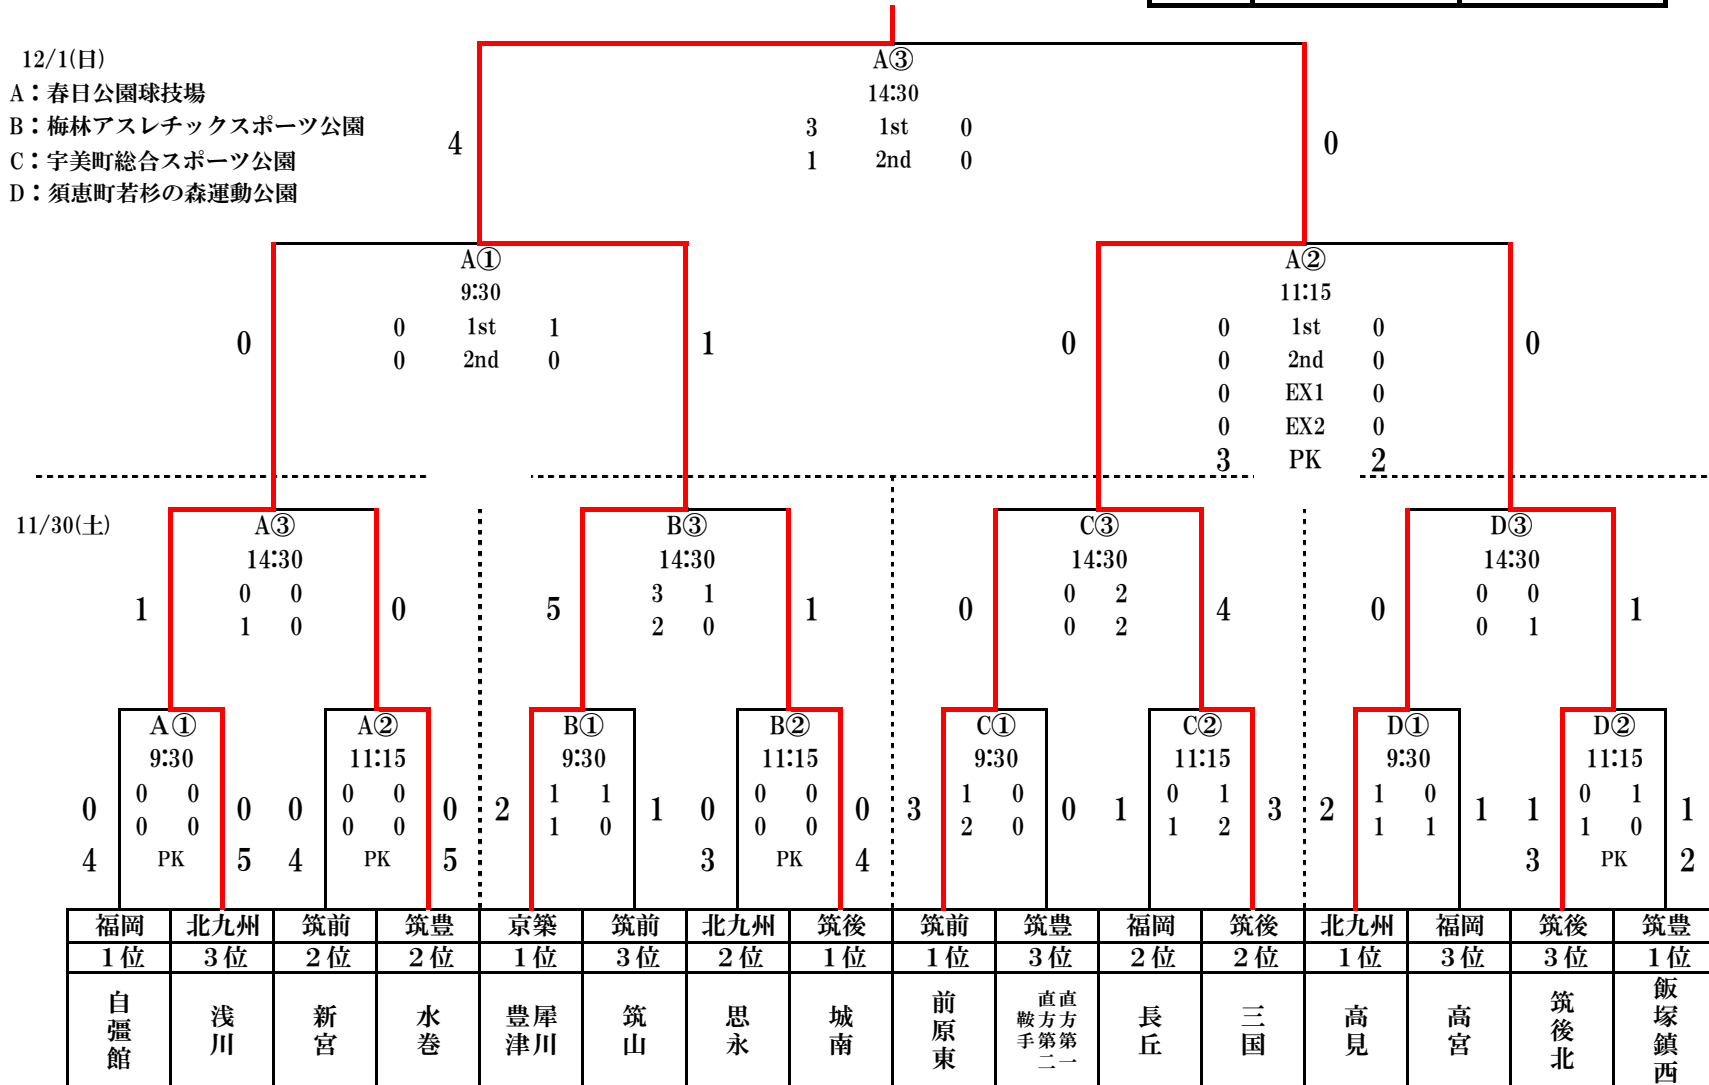 12/1(日)
A：春日公園球技場
B：梅林アスレチックスポーツ公園
C：宇美町総合スポーツ公園
D：須恵町若杉の森運動公園
A③
14:30
4
3 1st 0
1 2nd 0
0
A①
9:30
0
0 1st 1
0 2nd 0
1
A②
11:15
0
0 1st 0
0 2nd 0
0 EX1 0
0 EX2 0
3 PK 2
0
11/30(土)
A③
14:30
1
0 0
1 0
0
B③
14:30
5
3 1
2 0
1
C③
14:30
0
0 2
0 2
4
D③
14:30
0
0 0
0 1
1
A①
9:30
0 0
0 0
0 0
4 PK 5
A②
11:15
0 0
0 0
0 0
4 PK 5
B①
9:30
1 1
2 1
1 0
B②
11:15
0 0
0 0
0 0
3 PK 4
C①
9:30
1 0
3 0
2 0
C②
11:15
0 1
1 3
1 2
D①
9:30
1 0
2 1
1 1
D②
11:15
0 1
1 1
1 0
3 PK 2
福岡 北九州 筑前 筑豊 京築 筑前 北九州 筑後 筑前 筑豊 福岡 筑後 北九州 福岡 筑後 筑豊
1位 3位 2位 2位 1位 3位 2位 1位 1位 3位 2位 2位 1位 3位 3位 1位
自彊館
浅川
新宮
水巻
犀川
豊津
筑山
思永
城南
前原東
直方第一
直方第二
鞍手
長丘
三国
高見
高宮
筑後北
飯塚鎮西